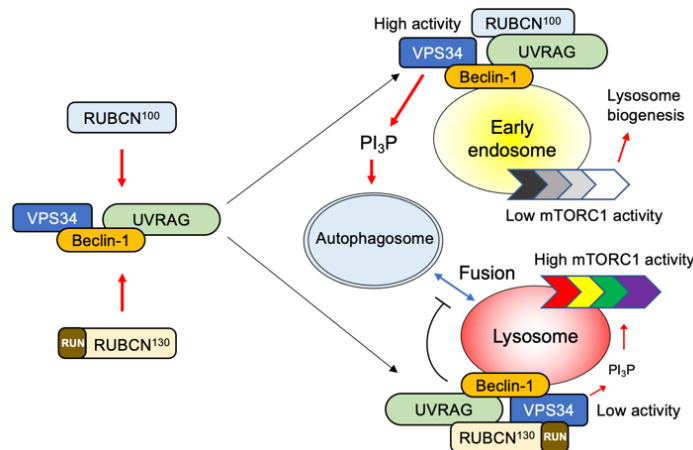 RUBCN¹⁰⁰
VPS34
UVRAG
Beclin-1
RUN
RUBCN¹³⁰
High activity
RUBCN¹⁰⁰
VPS34
UVRAG
Beclin-1
PI₃P
Early
endosome
Lysosome
biogenesis
Low mTORC1 activity
Autophagosome
Fusion
High mTORC1 activity
Lysosome
PI₃P
Beclin-1
UVRAG
VPS34
Low activity
RUBCN¹³⁰
RUN